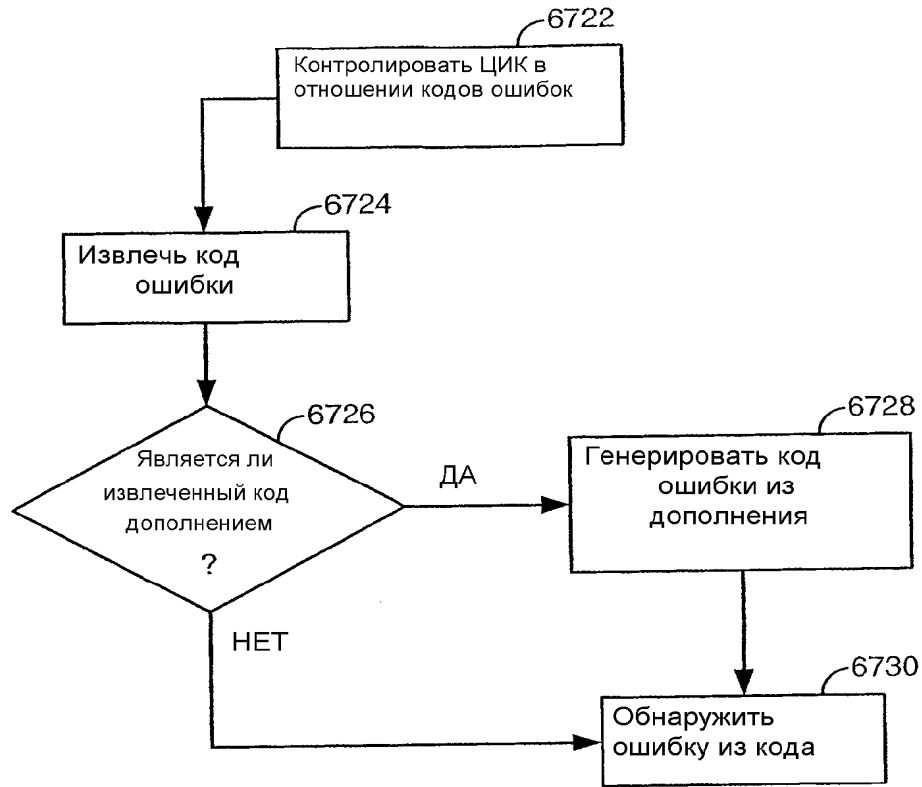 6722
Контролировать ЦИК в
отношении кодов ошибок
6724
Извлечь код
ошибки
6726
Является ли
извлеченный код
дополнением
?
ДА
6728
Генерировать код
ошибки из
дополнения
НЕТ
6730
Обнаружить
ошибку из кода